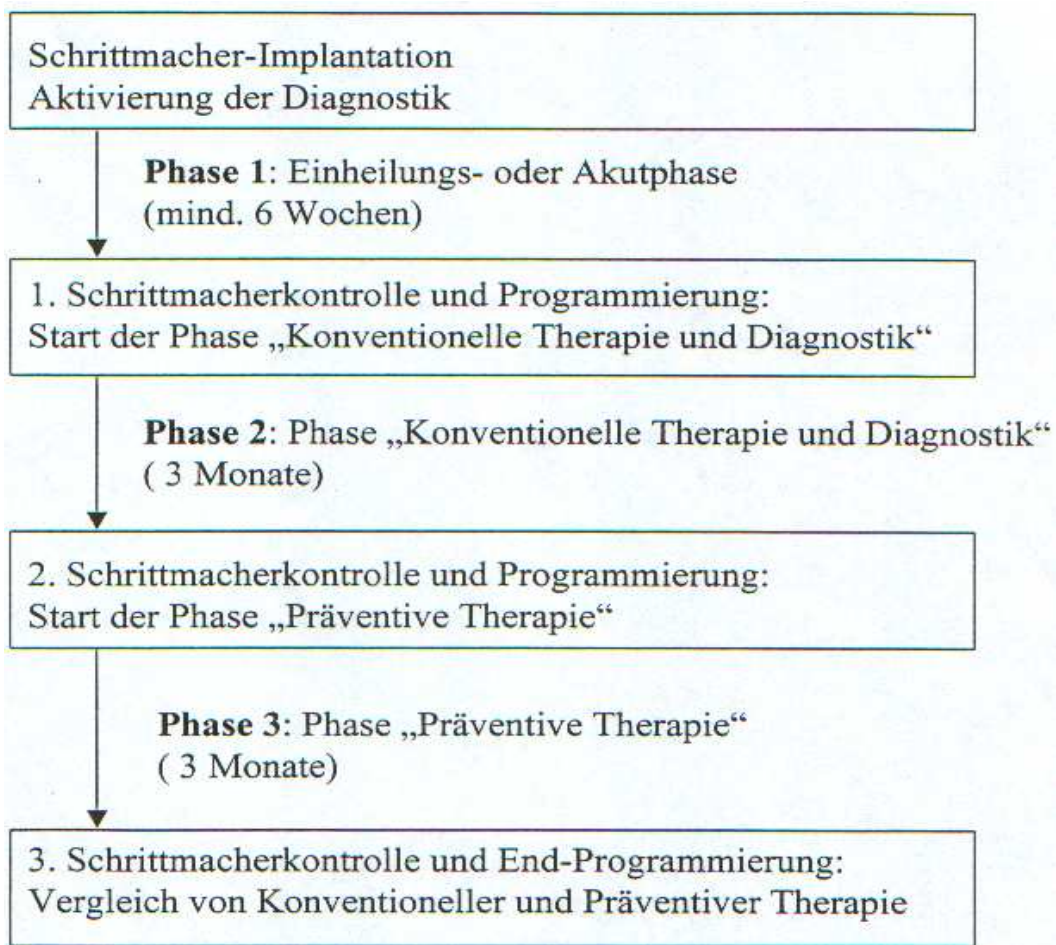 Schrittmacher-Implantation
Aktivierung der Diagnostik
Phase 1: Einheilungs- oder Akutphase
(mind. 6 Wochen)
1. Schrittmacherkontrolle und Programmierung:
Start der Phase „Konventionelle Therapie und Diagnostik“
Phase 2: Phase „Konventionelle Therapie und Diagnostik“
( 3 Monate)
2. Schrittmacherkontrolle und Programmierung:
Start der Phase „Präventive Therapie“
Phase 3: Phase „Präventive Therapie“
( 3 Monate)
3. Schrittmacherkontrolle und End-Programmierung:
Vergleich von Konventioneller und Präventiver Therapie